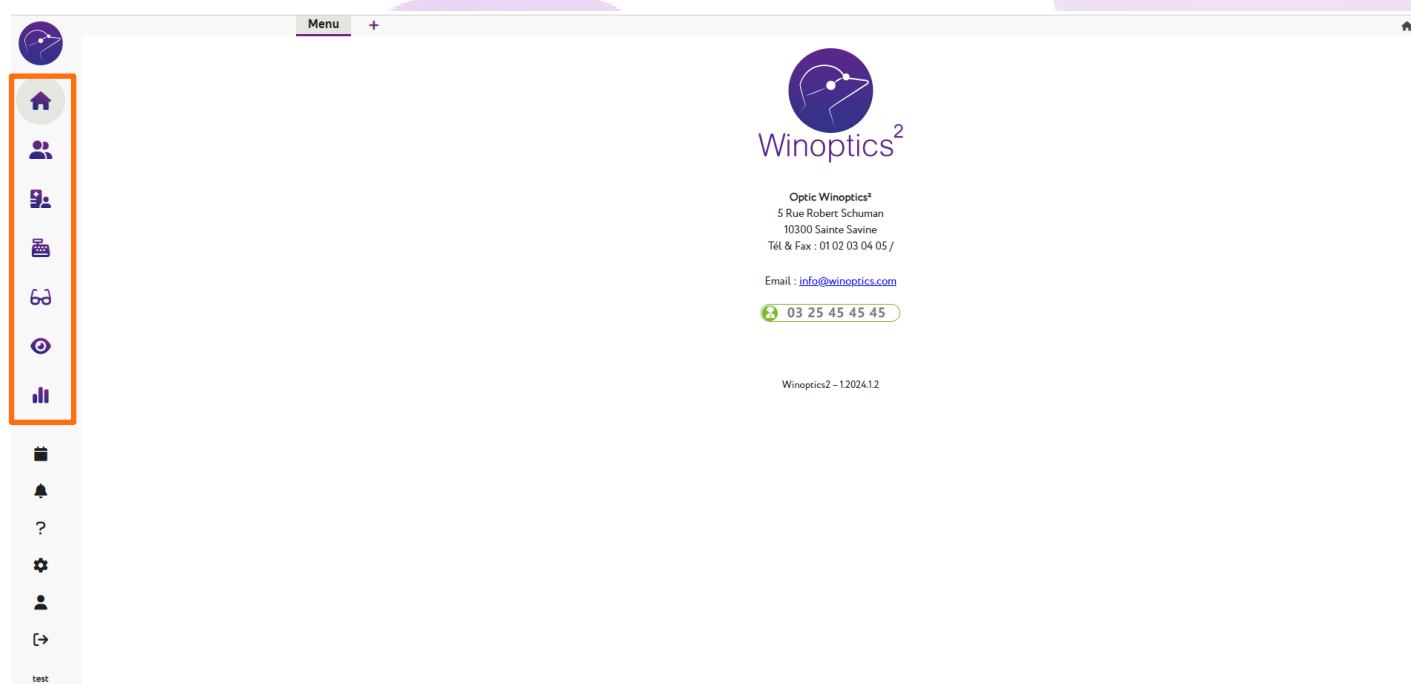 Menu +
Winoptics²
Optic Winoptics²
5 Rue Robert Schuman
10300 Sainte Savine
Tél & Fax : 01 02 03 04 05 /
Email : info@winoptics.com
03 25 45 45 45
Winoptics2 – 1.2024.1.2
?
test